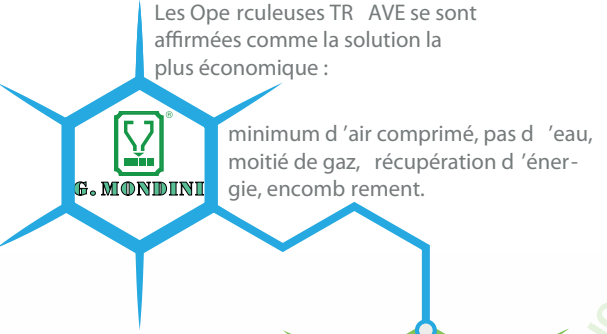 Les Ope rculeuses TR AVE se sont
affirmées comme la solution la
plus économique :
®
minimum d ’air comprimé, pas d ’eau,
moitié de gaz, récupération d ’éner-
G. MONDINI
gie, encomb rement.